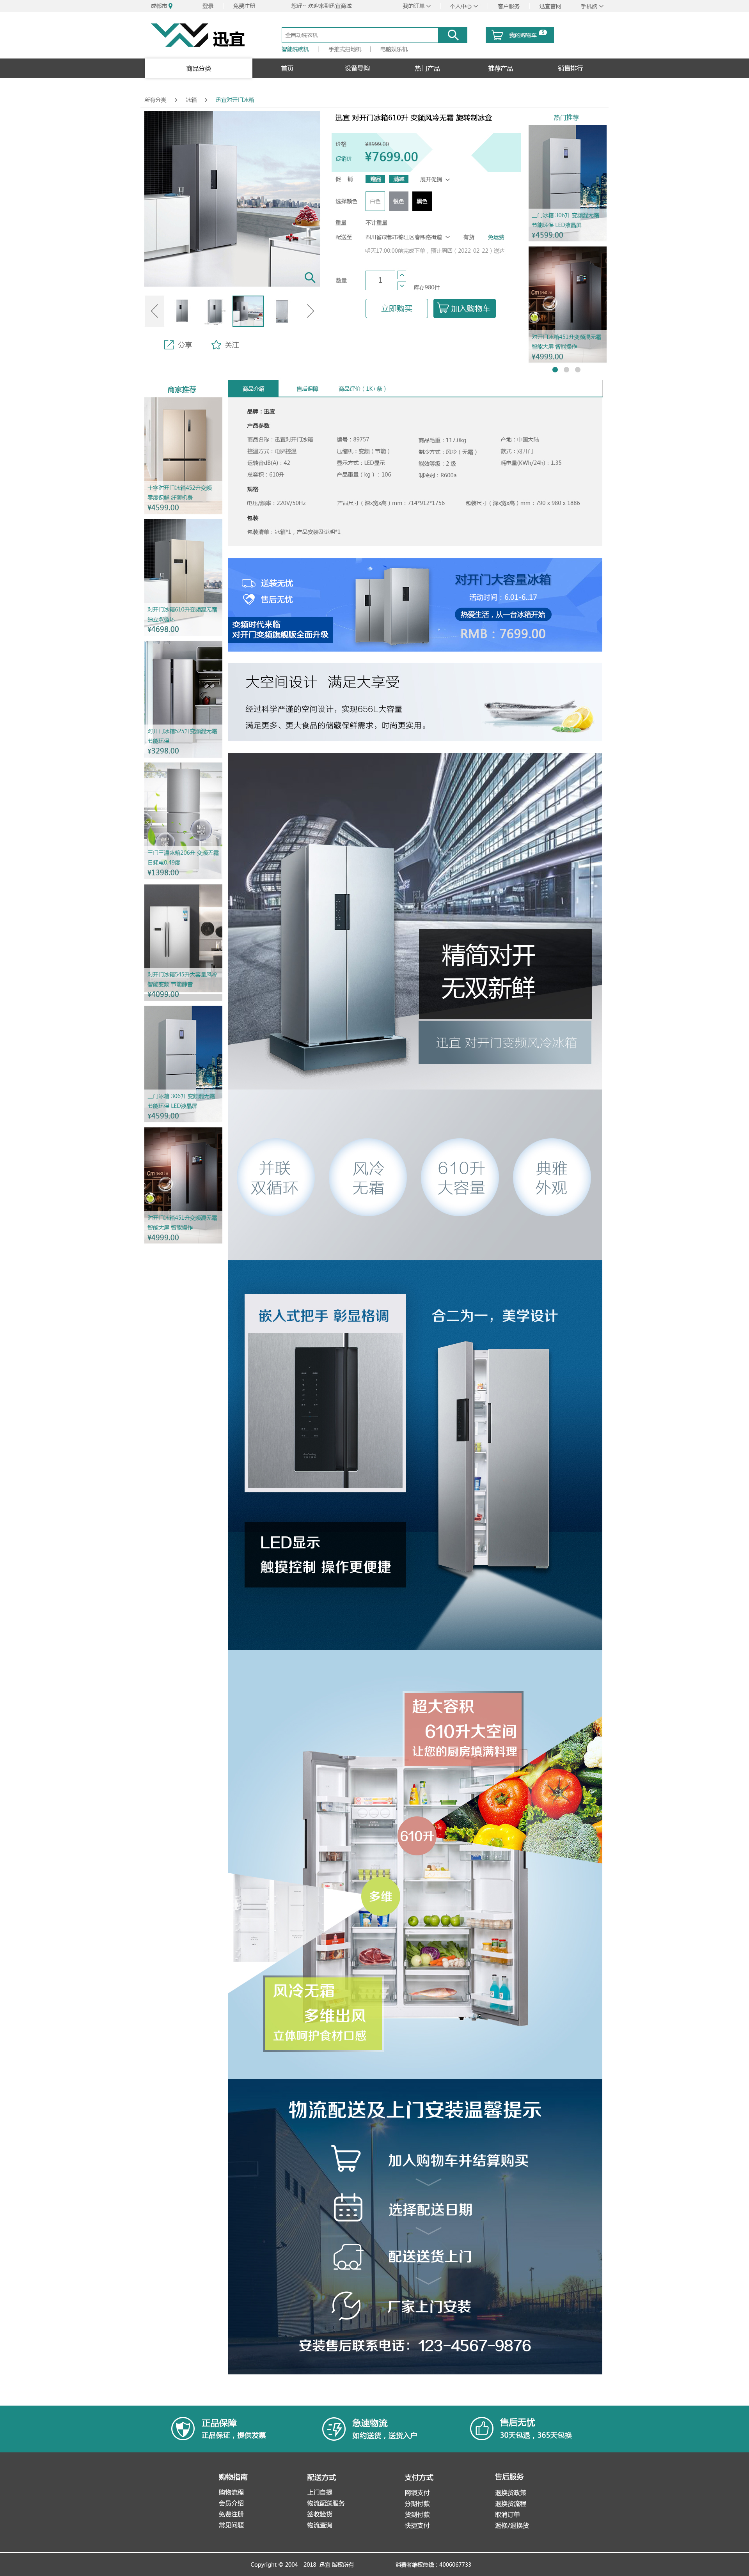 成都市
登录
免费注册
您好~ 欢迎来到迅宜商城
我的订单
个人中心
客户服务
迅宜官网
手机端
迅宜
全自动洗衣机
我的购物车
智能洗碗机 | 手推式扫地机 | 电脑娱乐机
商品分类
首页
设备导购
热门产品
推荐产品
销售排行
所有分类 > 冰箱 > 迅宜对开门冰箱
迅宜 对开门冰箱610升 变频风冷无霜 旋转制冰盒
价格 ¥8999.00
促销价 ¥7699.00
促 销 赠品 满减 展开促销
选择颜色 白色 银色 黑色
重量 不计重量
配送至 四川省成都市锦江区春熙路街道 有货 免运费
明天17:00:00前完成下单，预计周四（2022-02-22）送达
数量 1 库存980件
立即购买
加入购物车
分享
关注
热门推荐
三门冰箱 306升 变频混无霜
节能环保 LED液晶屏
¥4599.00
对开门冰箱451升变频混无霜
智能大屏 智能操作
¥4999.00
商家推荐
十字对开门冰箱452升变频
零度保鲜 纤薄机身
¥4599.00
对开门冰箱610升变频混无霜
独立双循环
¥4698.00
对开门冰箱525升变频混无霜
节能环保
¥3298.00
三门三温冰箱206升 变频无霜
日耗电0.49度
¥1398.00
对开门冰箱545升大容量风冷
智能变频 节能静音
¥4099.00
三门冰箱 306升 变频混无霜
节能环保 LED液晶屏
¥4599.00
对开门冰箱451升变频混无霜
智能大屏 智能操作
¥4999.00
商品介绍
售后保障
商品评价（1K+条）
品牌：迅宜
产品参数
商品名称：迅宜对开门冰箱 编号：89757 商品毛重：117.0kg 产地：中国大陆
控温方式：电脑控温 压缩机：变频（节能） 制冷方式：风冷（无霜） 款式：对开门
运转音dB(A)：42 显示方式：LED显示 能效等级：2 级 耗电量(KWh/24h)：1.35
总容积：610升 产品重量（kg）：106 制冷剂：R600a
规格
电压/频率：220V/50Hz 产品尺寸（深x宽x高）mm：714*912*1756 包装尺寸（深x宽x高）mm：790 x 980 x 1886
包装
包装清单：冰箱*1，产品安装及说明*1
送装无忧
售后无忧
变频时代来临
对开门变频旗舰版全面升级
对开门大容量冰箱
活动时间：6.01-6.17
热爱生活，从一台冰箱开始
RMB：7699.00
大空间设计 满足大享受
经过科学严谨的空间设计，实现656L大容量
满足更多、更大食品的储藏保鲜需求，时尚更实用。
精简对开
无双新鲜
迅宜 对开门变频风冷冰箱
并联
双循环
风冷
无霜
610升
大容量
典雅
外观
嵌入式把手 彰显格调
合二为一，美学设计
LED显示
触摸控制 操作更便捷
超大容积
610升大空间
让您的厨房填满料理
610升
多维
风冷无霜
多维出风
立体呵护食材口感
物流配送及上门安装温馨提示
加入购物车并结算购买
选择配送日期
配送送货上门
厂家上门安装
安装售后联系电话：123-4567-9876
正品保障
正品保证，提供发票
急速物流
如约送货，送货入户
售后无忧
30天包退，365天包换
购物指南
购物流程
会员介绍
免费注册
常见问题
配送方式
上门自提
物流配送服务
签收验货
物流查询
支付方式
网银支付
分期付款
货到付款
快捷支付
售后服务
退换货政策
退换货流程
取消订单
返修/退换货
Copyright © 2004 - 2018 迅宜 版权所有
消费者维权热线：4006067733